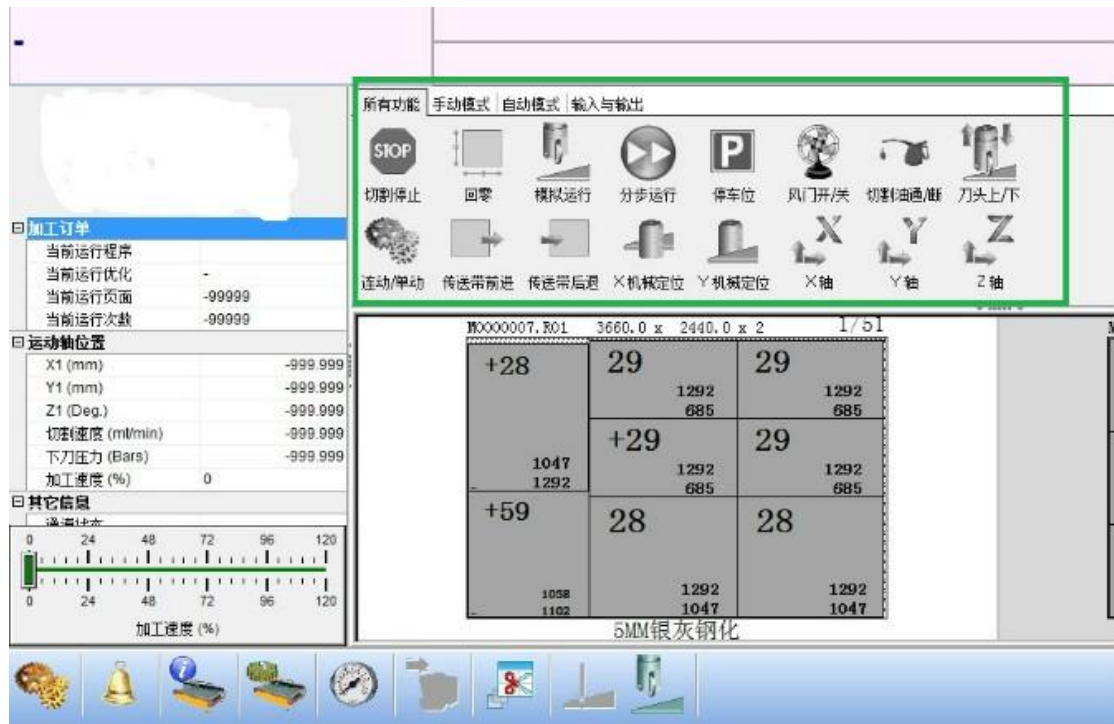 所有功能 手动模式 自动模式 输入与输出
STOP P
切割停止 回零 模拟运行 分步运行 停车位 风门开/关 切割油通/断 刀头上/下
X Y Z
连动/单动 传送带前进 传送带后退 X机械定位 Y机械定位 X轴 Y轴 Z轴
加工订单
当前运行程序
当前运行优化 -
当前运行页面 -99999
当前运行次数 -99999
运动轴位置
X1 (mm) -999.999
Y1 (mm) -999.999
Z1 (Deg.) -999.999
切割速度 (ml/min) -999.999
下刀压力 (Bars) -999.999
加工速度 (%) 0
其它信息
0 24 48 72 96 120
0 24 48 72 96 120
加工速度 (%)
M0000007.R01 3660.0 x 2440.0 x 2 1/51
+28 29 29
1292 1292
685 685
+29 29
1047 1292 1292
1292 685 685
+59 28 28
1058 1292 1292
1102 1047 1047
5MM银灰钢化